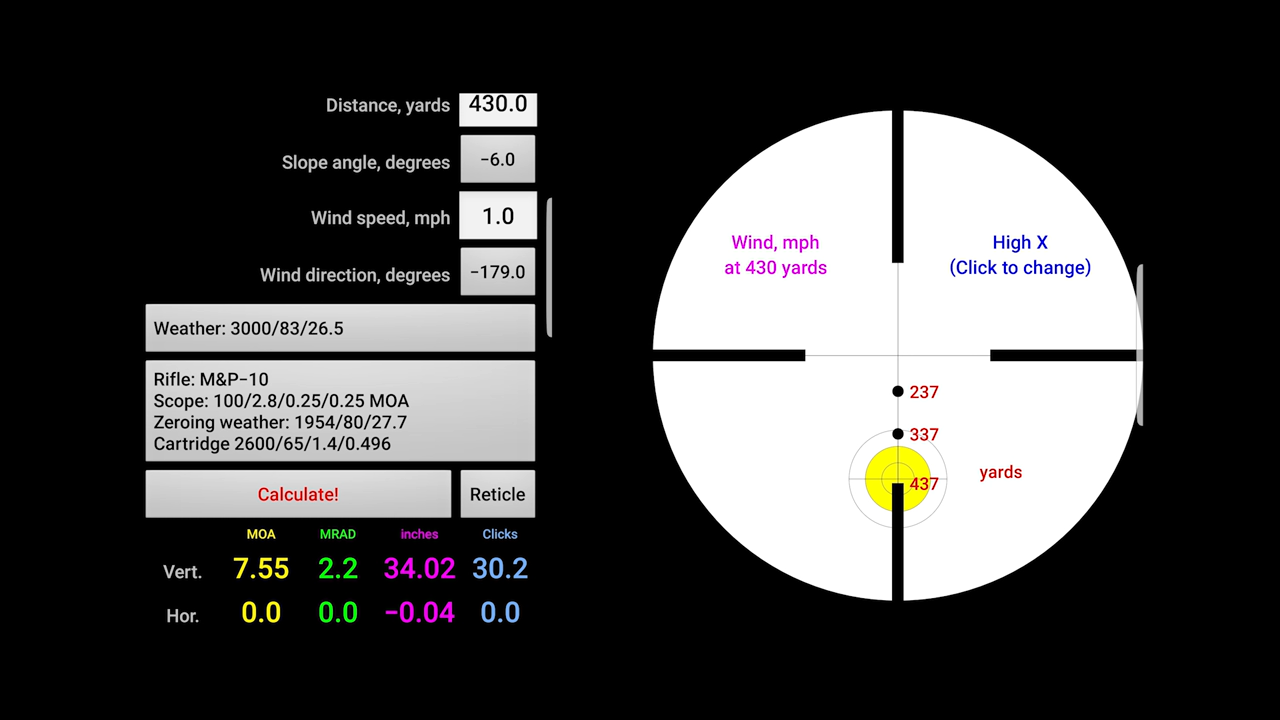 Distance, yards 430.0
Slope angle, degrees −6.0
Wind speed, mph 1.0
Wind direction, degrees −179.0
Weather: 3000/83/26.5
Rifle: M&P−10
Scope: 100/2.8/0.25/0.25 MOA
Zeroing weather: 1954/80/27.7
Cartridge 2600/65/1.4/0.496
Calculate! Reticle
MOA MRAD inches Clicks
Vert. 7.55 2.2 34.02 30.2
Hor. 0.0 0.0 −0.04 0.0
Wind, mph
at 430 yards
High X
(Click to change)
237
337
437
yards